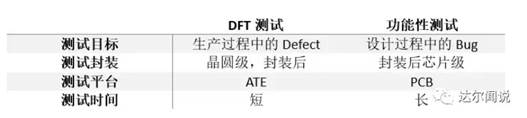 DFT 测试 功能性测试
测试目标 生产过程中的 Defect 设计过程中的 Bug
测试封装 晶圆级，封装后 封装后芯片级
测试平台 ATE PCB
测试时间 短 长
达尔闻说